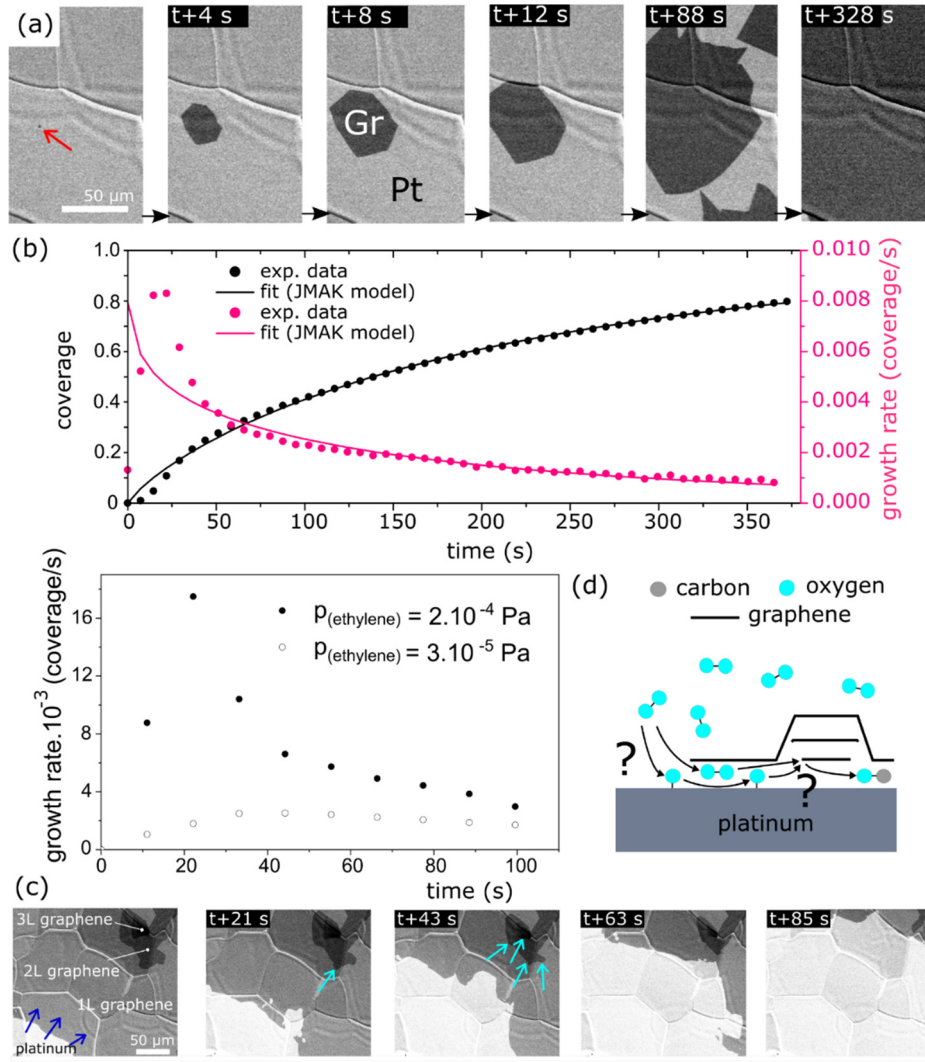 (a)
t+4 s
t+8 s
t+12 s
t+88 s
t+328 s
Gr
Pt
50 µm
(b)
1.0
0.8
0.6
0.4
0.2
0.0
coverage
exp. data
fit (JMAK model)
exp. data
fit (JMAK model)
0.010
0.008
0.006
0.004
0.002
0.000
growth rate (coverage/s)
0 50 100 150 200 250 300 350
time (s)
growth rate.10⁻³ (coverage/s)
16
12
8
4
0
p(ethylene) = 2.10⁻⁴ Pa
p(ethylene) = 3.10⁻⁵ Pa
0 20 40 60 80 100
time (s)
(d)
carbon oxygen
graphene
?
?
platinum
(c)
3L graphene
2L graphene
1L graphene
platinum
50 µm
t+21 s
t+43 s
t+63 s
t+85 s